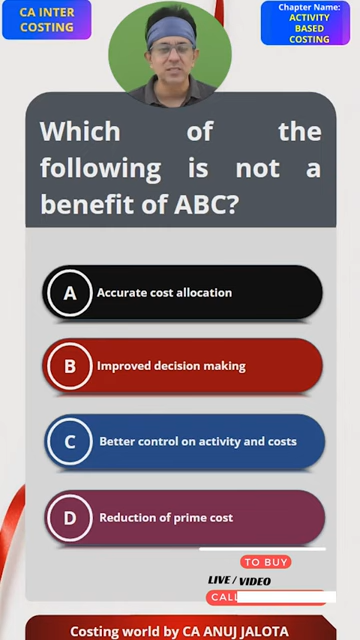 CA INTER
COSTING
Chapter Name:
ACTIVITY
BASED
COSTING
Which of the
following is not a
benefit of ABC?
A Accurate cost allocation
B Improved decision making
C Better control on activity and costs
D Reduction of prime cost
TO BUY
LIVE / VIDEO
CALL
Costing world by CA ANUJ JALOTA